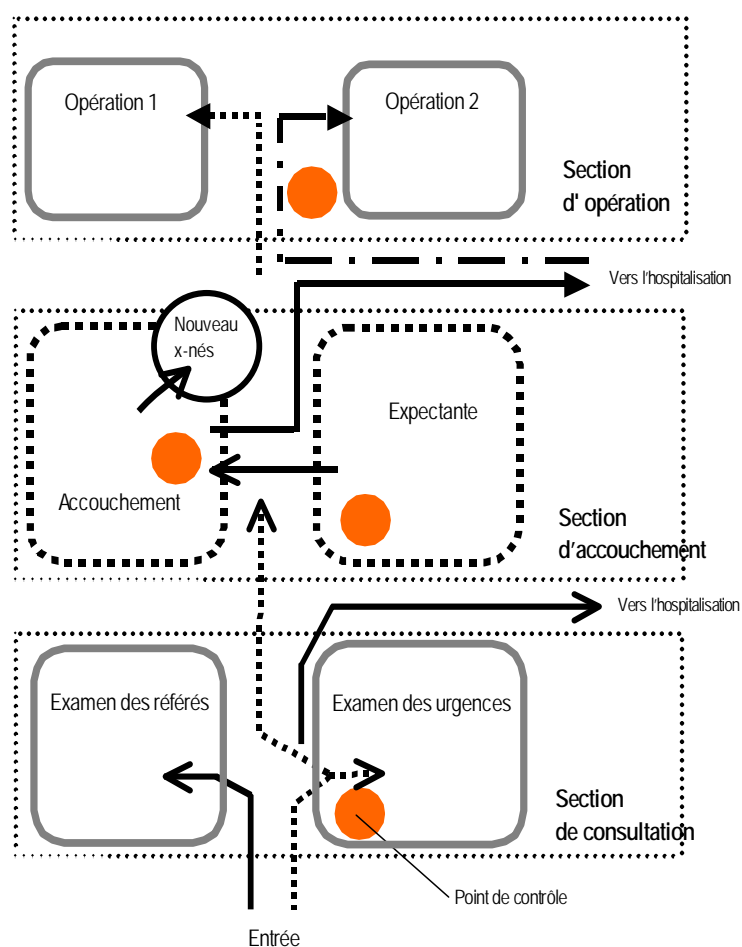 Opération 1
Opération 2
Section
d' opération
Vers l'hospitalisation
Nouveau
x-nés
Expectante
Accouchement
Section
d'accouchement
Vers l'hospitalisation
Examen des référés
Examen des urgences
Section
de consultation
Point de contrôle
Entrée